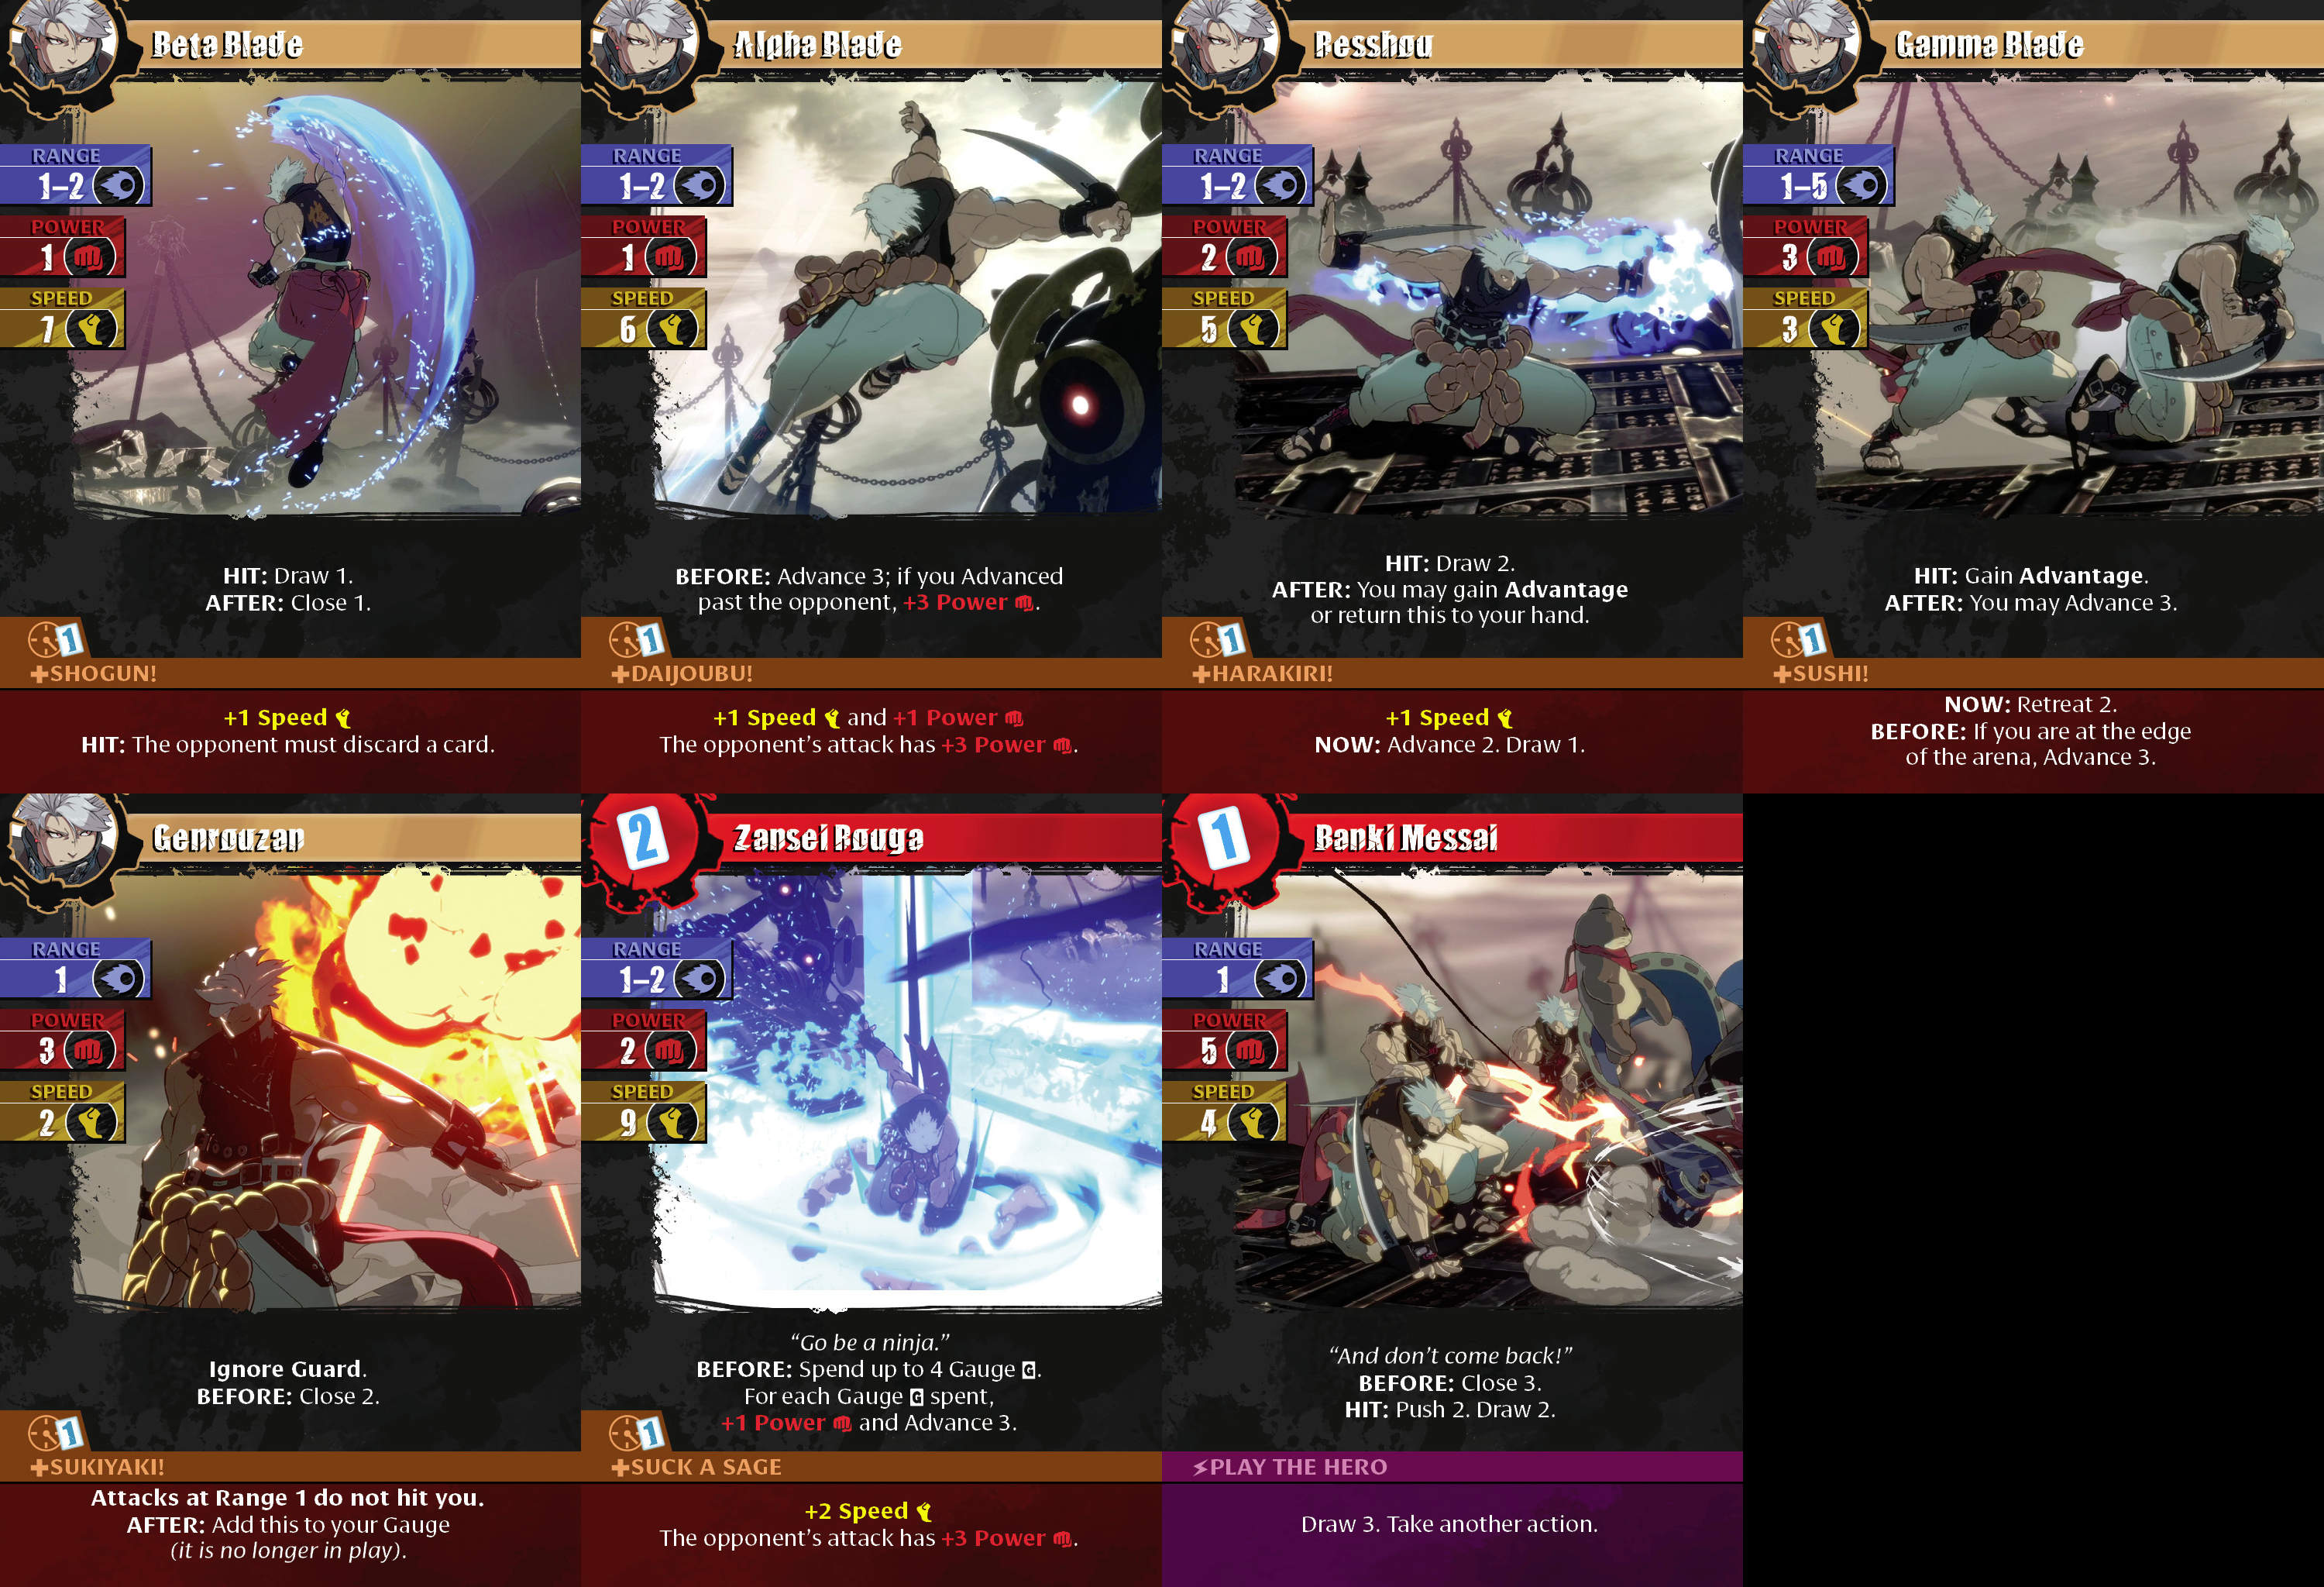 Beta Blade
RANGE
1–2
POWER
1
SPEED
7
HIT: Draw 1.
AFTER: Close 1.
1
+SHOGUN!
+1 Speed
HIT: The opponent must discard a card.
Alpha Blade
RANGE
1–2
POWER
1
SPEED
6
BEFORE: Advance 3; if you Advanced
past the opponent, +3 Power.
1
+DAIJOUBU!
+1 Speed and +1 Power
The opponent's attack has +3 Power.
Resshou
RANGE
1–2
POWER
2
SPEED
5
HIT: Draw 2.
AFTER: You may gain Advantage
or return this to your hand.
1
+HARAKIRI!
+1 Speed
NOW: Advance 2. Draw 1.
Gamma Blade
RANGE
1–5
POWER
3
SPEED
3
HIT: Gain Advantage.
AFTER: You may Advance 3.
1
+SUSHI!
NOW: Retreat 2.
BEFORE: If you are at the edge
of the arena, Advance 3.
Genrouzan
RANGE
1
POWER
3
SPEED
2
Ignore Guard.
BEFORE: Close 2.
1
+SUKIYAKI!
Attacks at Range 1 do not hit you.
AFTER: Add this to your Gauge
(it is no longer in play).
2
Zansei Rouga
RANGE
1–2
POWER
2
SPEED
9
“Go be a ninja.”
BEFORE: Spend up to 4 Gauge G.
For each Gauge G spent,
+1 Power and Advance 3.
1
+SUCK A SAGE
+2 Speed
The opponent's attack has +3 Power.
1
Banki Messai
RANGE
1
POWER
5
SPEED
4
“And don't come back!”
BEFORE: Close 3.
HIT: Push 2. Draw 2.
PLAY THE HERO
Draw 3. Take another action.